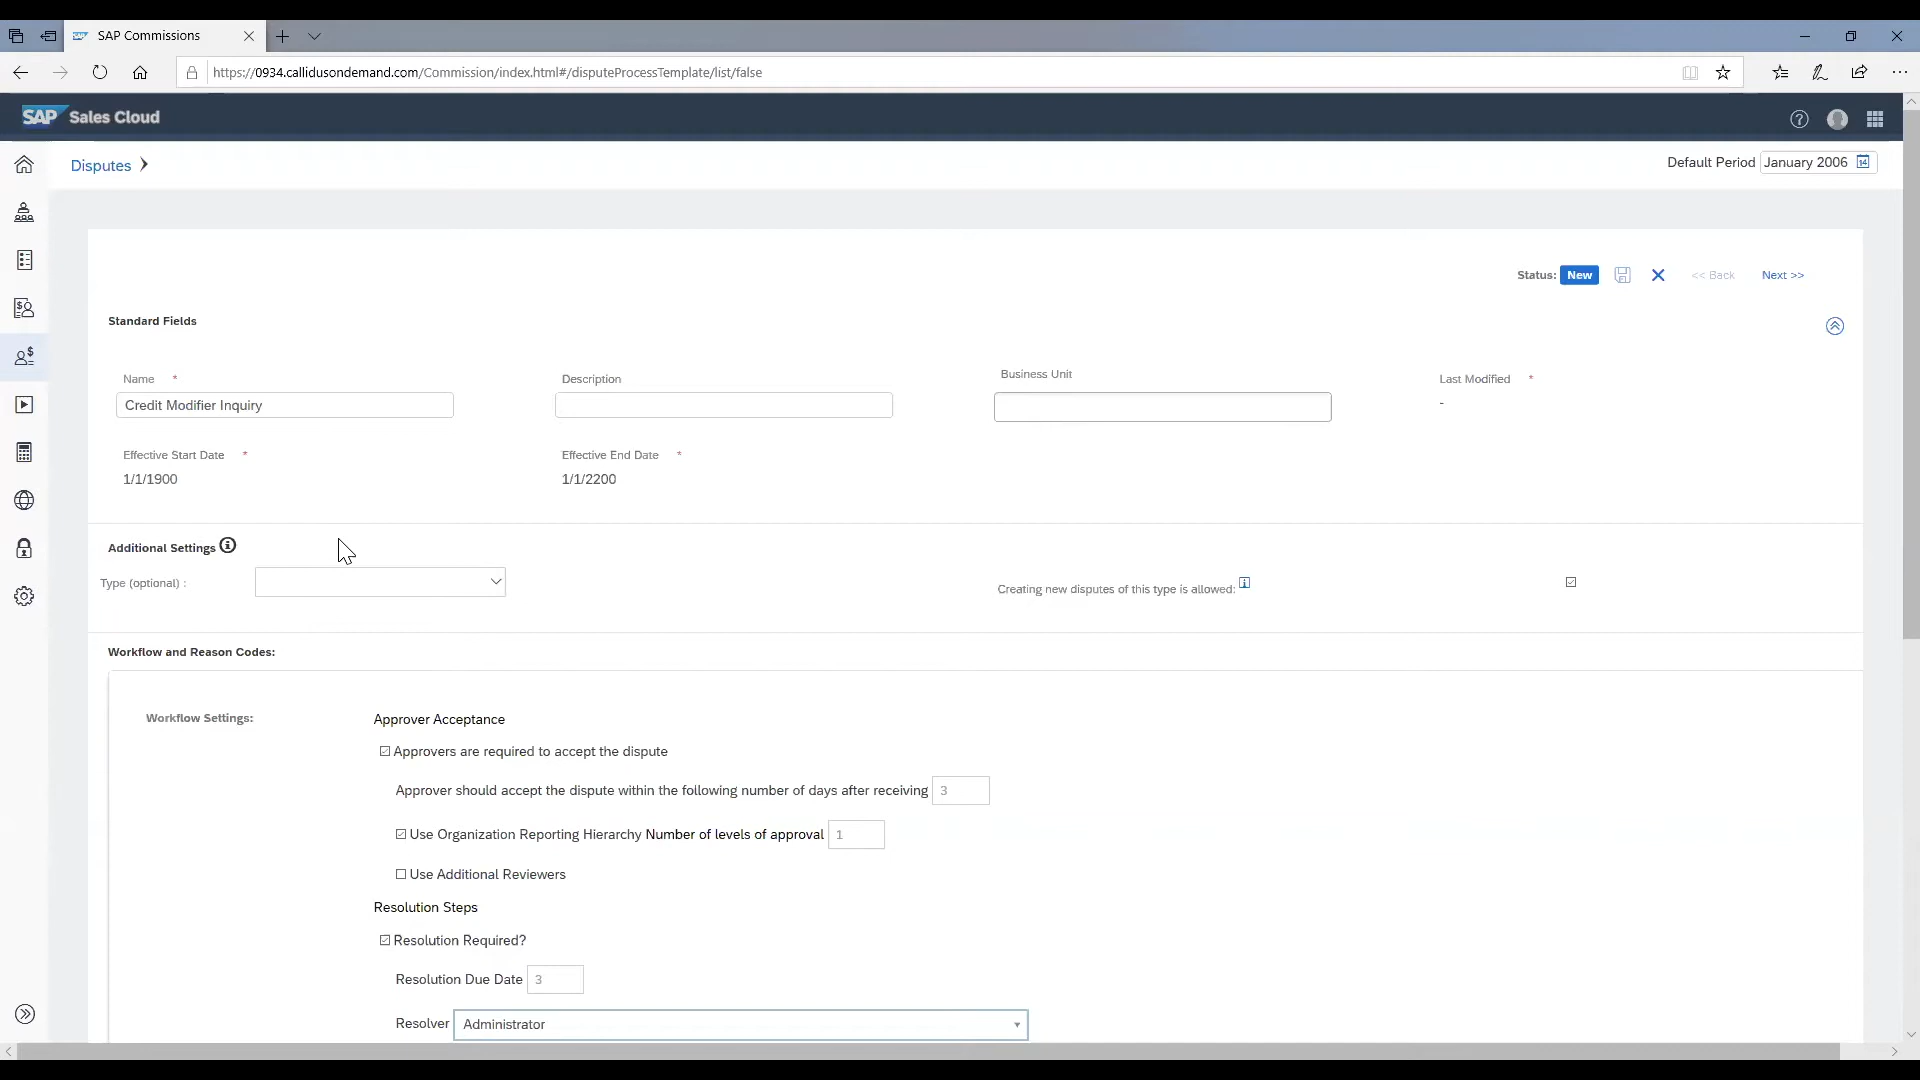 SAP Commissions
https://0934.callidusondemand.com/Commission/index.html#/disputeProcessTemplate/list/false
SAP Sales Cloud
Disputes
Default Period January 2006 14
Status: New << Back Next >>
Standard Fields
Name * Description Business Unit Last Modified *
Credit Modifier Inquiry -
Effective Start Date * Effective End Date *
1/1/1900 1/1/2200
Additional Settings
Type (optional) : Creating new disputes of this type is allowed:
Workflow and Reason Codes:
Workflow Settings: Approver Acceptance
Approvers are required to accept the dispute
Approver should accept the dispute within the following number of days after receiving 3
Use Organization Reporting Hierarchy Number of levels of approval 1
Use Additional Reviewers
Resolution Steps
Resolution Required?
Resolution Due Date 3
Resolver Administrator